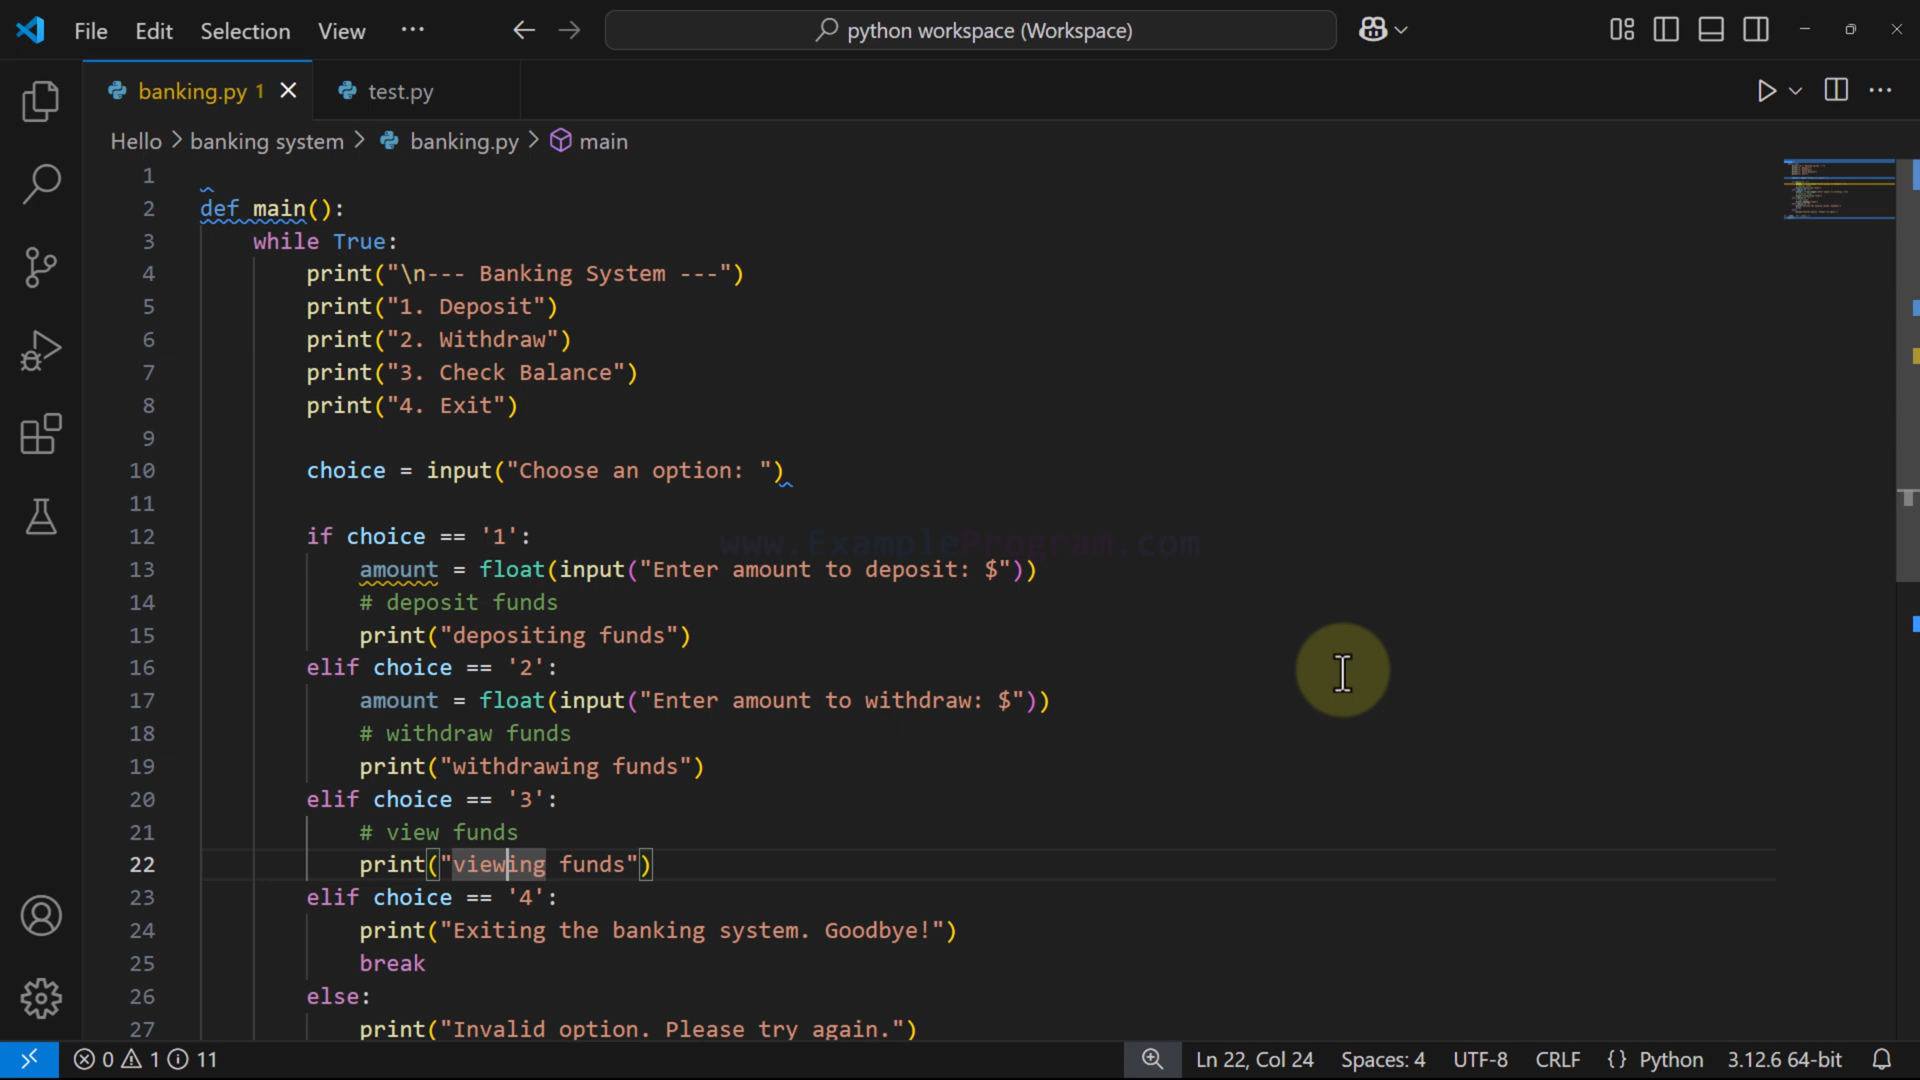 File Edit Selection View ··· python workspace (Workspace)
banking.py 1 test.py
Hello > banking system > banking.py > main
1
2 def main():
3 while True:
4 print("\n--- Banking System ---")
5 print("1. Deposit")
6 print("2. Withdraw")
7 print("3. Check Balance")
8 print("4. Exit")
9
10 choice = input("Choose an option: ")
11
12 if choice == '1':
www.ExampleProgram.com
13 amount = float(input("Enter amount to deposit: $"))
14 # deposit funds
15 print("depositing funds")
16 elif choice == '2':
17 amount = float(input("Enter amount to withdraw: $"))
18 # withdraw funds
19 print("withdrawing funds")
20 elif choice == '3':
21 # view funds
22 print("viewing funds")
23 elif choice == '4':
24 print("Exiting the banking system. Goodbye!")
25 break
26 else:
27 print("Invalid option. Please try again.")
0 1 11 Ln 22, Col 24 Spaces: 4 UTF-8 CRLF {} Python 3.12.6 64-bit